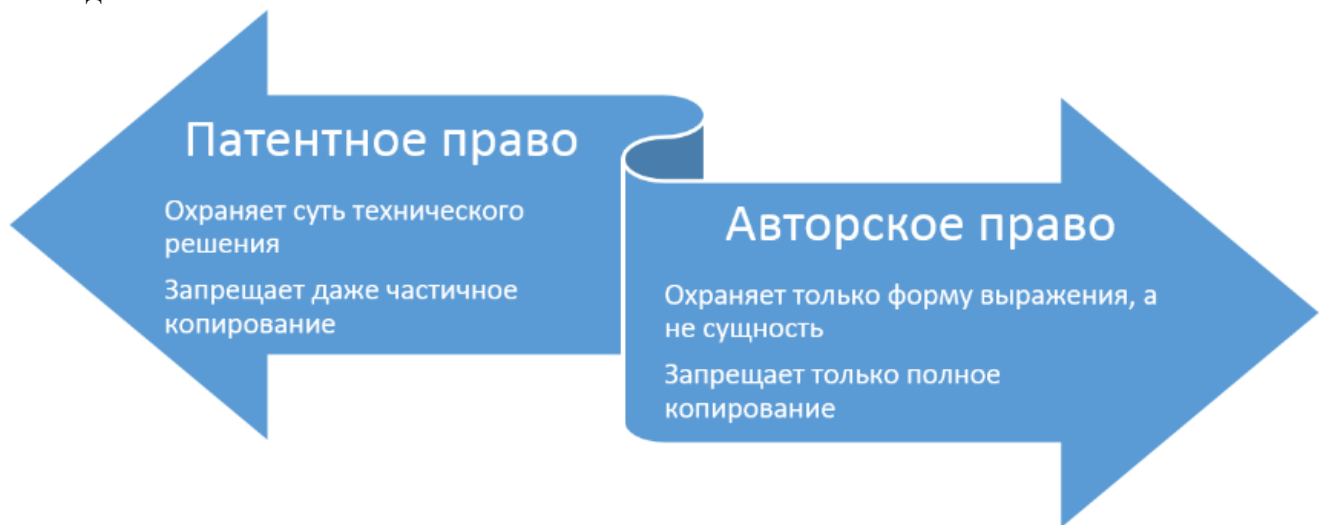 Патентное право
Охраняет суть технического
решения
Запрещает даже частичное
копирование
Авторское право
Охраняет только форму выражения, а
не сущность
Запрещает только полное
копирование